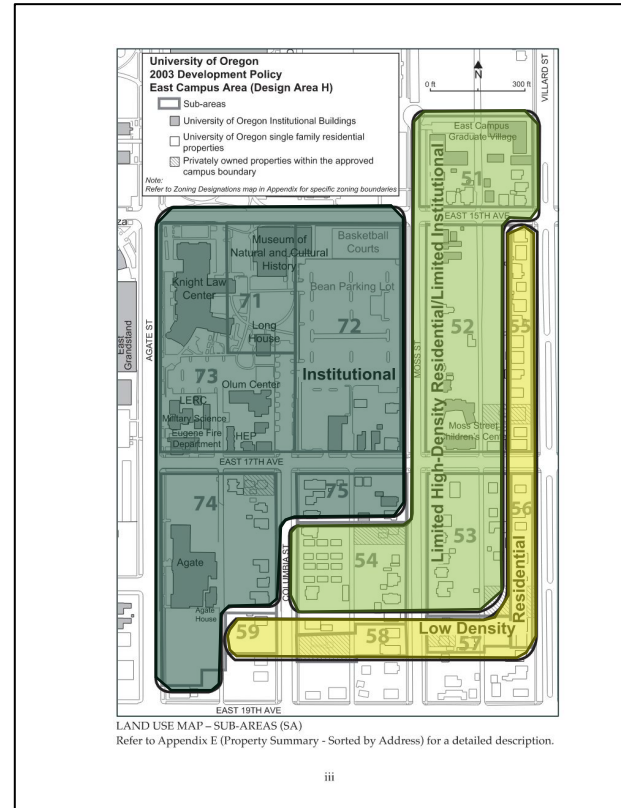 University of Oregon
2003 Development Policy
East Campus Area (Design Area H)
Sub-areas
University of Oregon Institutional Buildings
University of Oregon single family residential
properties
Privately owned properties within the approved
campus boundary
Note:
Refer to Zoning Designations map in Appendix for specific zoning boundaries
0 ft
N
300 ft
VILLARD ST
East Campus
Graduate Village
51
EAST 15TH AVE
Museum of
Natural and Cultural
History
Basketball
Courts
Knight Law
Center
71
Bean Parking Lot
Long
House
72
52
55
East
Grandstand
AGATE ST
MOSS ST
Limited High-Density Residential/Limited Institutional
73
Olum Center
Institutional
LERC
Military Science
Eugene Fire
Department
HEP
Moss Street
Children's Center
EAST 17TH AVE
74
75
56
Agate
COLUMBIA ST
54
53
Residential
Agate
House
59
58
Low Density
57
EAST 19TH AVE
LAND USE MAP – SUB-AREAS (SA)
Refer to Appendix E (Property Summary - Sorted by Address) for a detailed description.
iii